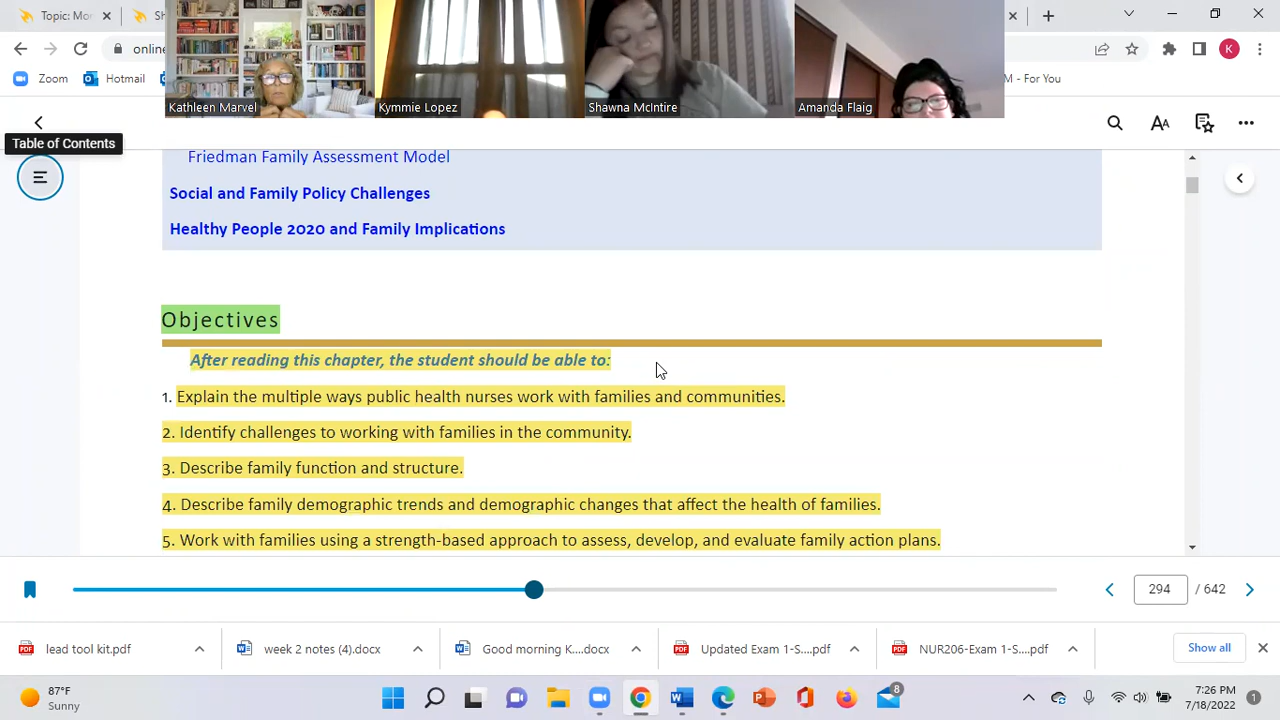 Topic: Mo
Sh
online
K
Zoom
Hotmail
M - For You
Kathleen Marvel
Kymmie Lopez
Shawna McIntire
Amanda Flaig
Table of Contents
AA
Friedman Family Assessment Model
Social and Family Policy Challenges
Healthy People 2020 and Family Implications
Objectives
After reading this chapter, the student should be able to:
1. Explain the multiple ways public health nurses work with families and communities.
2. Identify challenges to working with families in the community.
3. Describe family function and structure.
4. Describe family demographic trends and demographic changes that affect the health of families.
5. Work with families using a strength-based approach to assess, develop, and evaluate family action plans.
294 / 642
lead tool kit.pdf
week 2 notes (4).docx
Good morning K....docx
Updated Exam 1-S....pdf
NUR206-Exam 1-S....pdf
Show all
87°F
Sunny
8
7:26 PM
7/18/2022
1